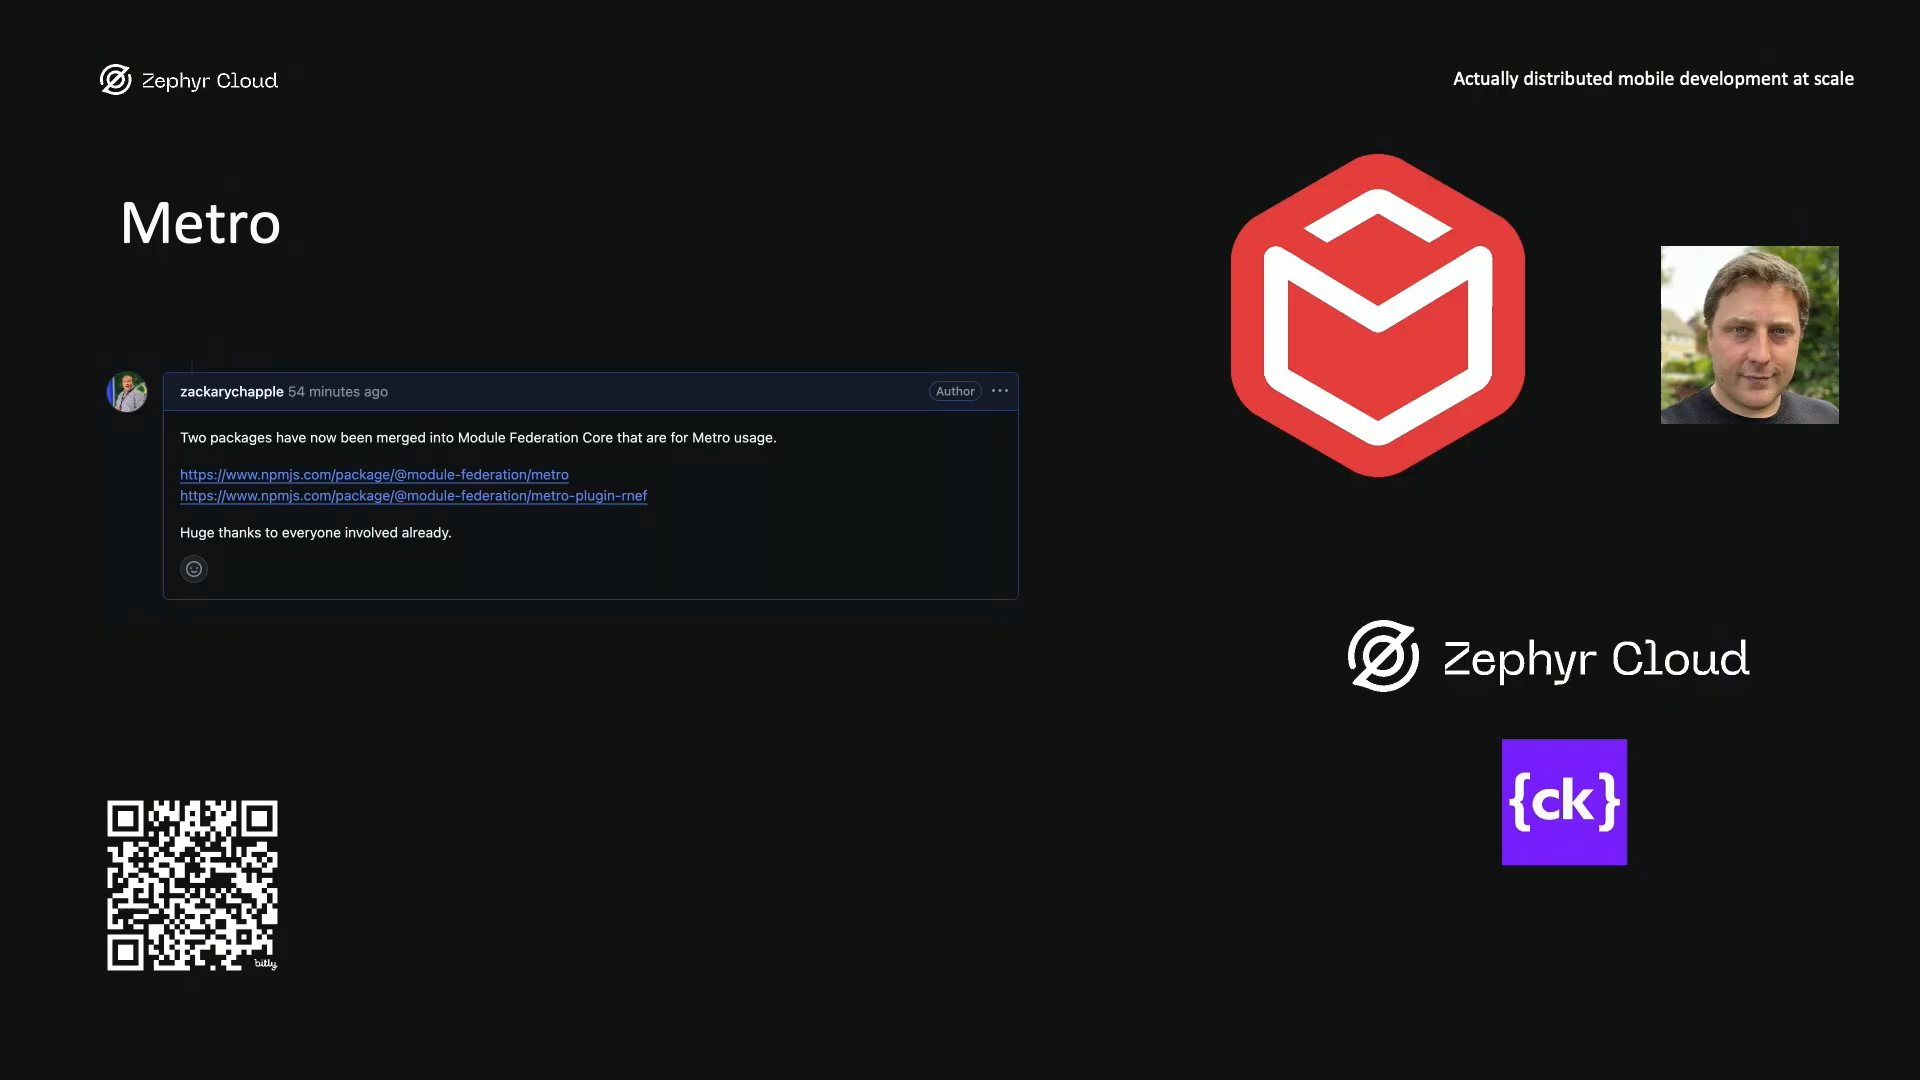 Zephyr Cloud
Actually distributed mobile development at scale
Metro
zackarychapple 54 minutes ago
Author
Two packages have now been merged into Module Federation Core that are for Metro usage.
https://www.npmjs.com/package/@module-federation/metro
https://www.npmjs.com/package/@module-federation/metro-plugin-rnef
Huge thanks to everyone involved already.
Zephyr Cloud
{ck}
bitly